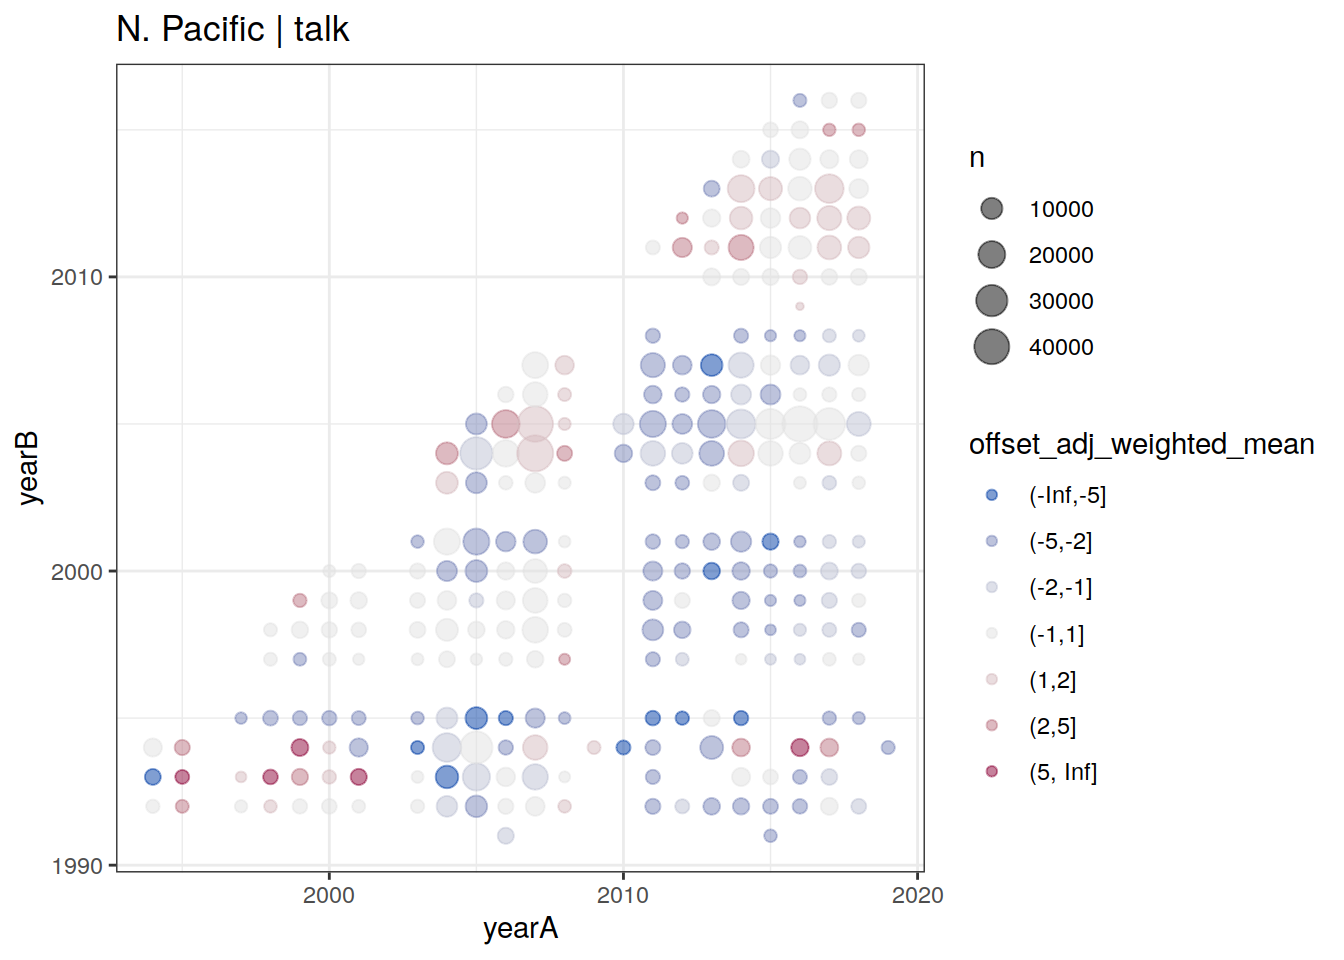 N. Pacific | talk
yearB
2010
2000
1990
2000
2010
2020
yearA
n
10000
20000
30000
40000
offset_adj_weighted_mean
(-Inf,-5]
(-5,-2]
(-2,-1]
(-1,1]
(1,2]
(2,5]
(5, Inf]